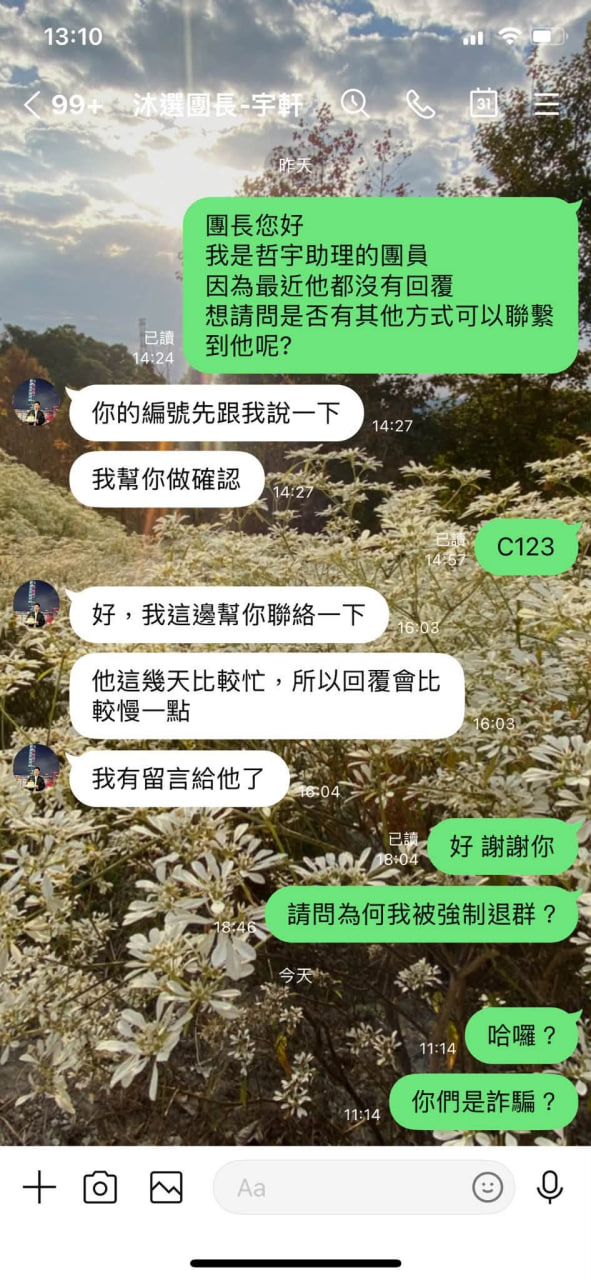 13:10
99+ 沐選團長-宇軒
31
昨天
團長您好
我是哲宇助理的團員
因為最近他都沒有回覆
想請問是否有其他方式可以聯繫
到他呢?
已讀
14:24
你的編號先跟我說一下
14:27
我幫你做確認
14:27
已讀
14:57
C123
好，我這邊幫你聯絡一下
16:03
他這幾天比較忙，所以回覆會比
較慢一點
16:03
我有留言給他了
16:04
已讀
18:04
好 謝謝你
18:46
請問為何我被強制退群？
今天
11:14
哈囉？
11:14
你們是詐騙？
Aa